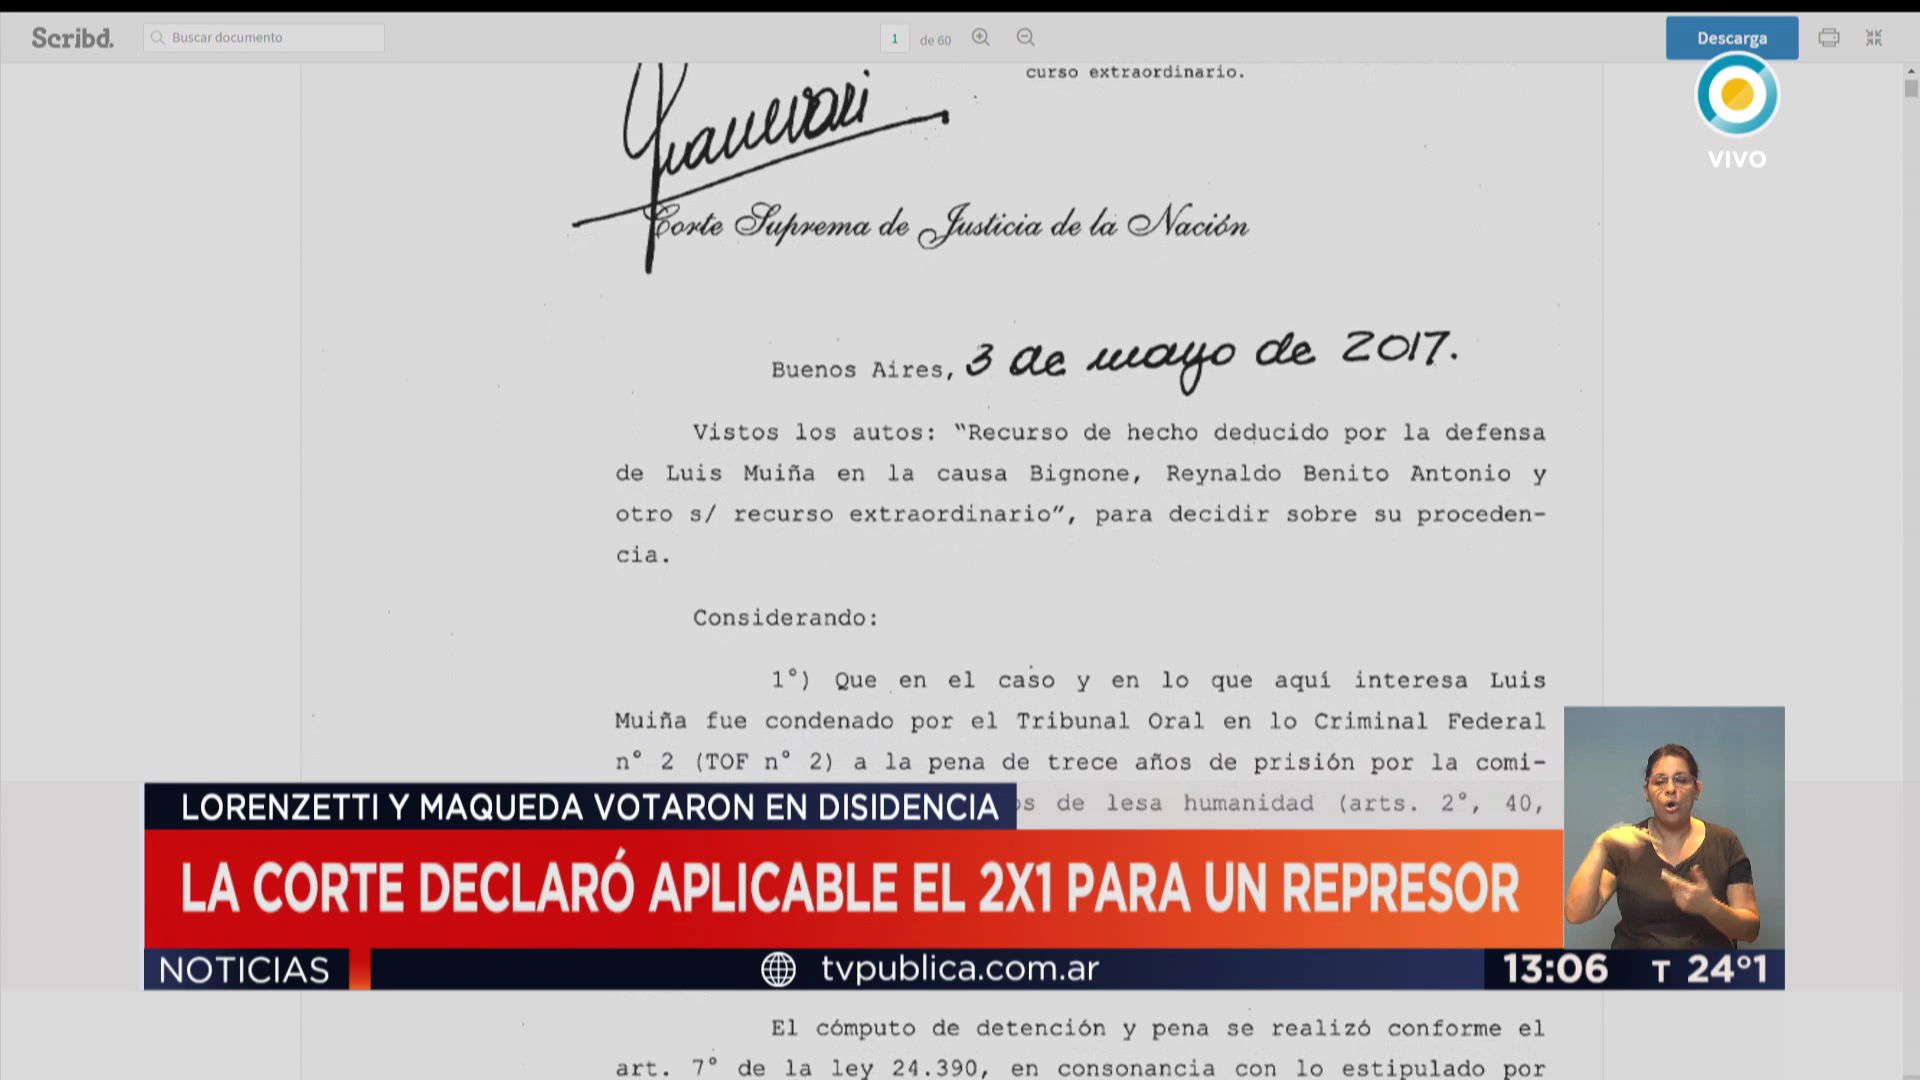 Scribd.
Buscar documento
1 de 60
Descarga
VIVO
curso extraordinario.
Corte Suprema de Justicia de la Nación
Buenos Aires, 3 de mayo de 2017.
Vistos los autos: “Recurso de hecho deducido por la defensa
de Luis Muiña en la causa Bignone, Reynaldo Benito Antonio y
otro s/ recurso extraordinario”, para decidir sobre su proceden-
cia.
Considerando:
1°) Que en el caso y en lo que aquí interesa Luis
Muiña fue condenado por el Tribunal Oral en lo Criminal Federal
n° 2 (TOF n° 2) a la pena de trece años de prisión por la comi-
de lesa humanidad (arts. 2°, 40,
LORENZETTI Y MAQUEDA VOTARON EN DISIDENCIA
LA CORTE DECLARÓ APLICABLE EL 2X1 PARA UN REPRESOR
NOTICIAS
tvpublica.com.ar
13:06 T 24°1
El cómputo de detención y pena se realizó conforme el
art. 7° de la ley 24.390, en consonancia con lo estipulado por